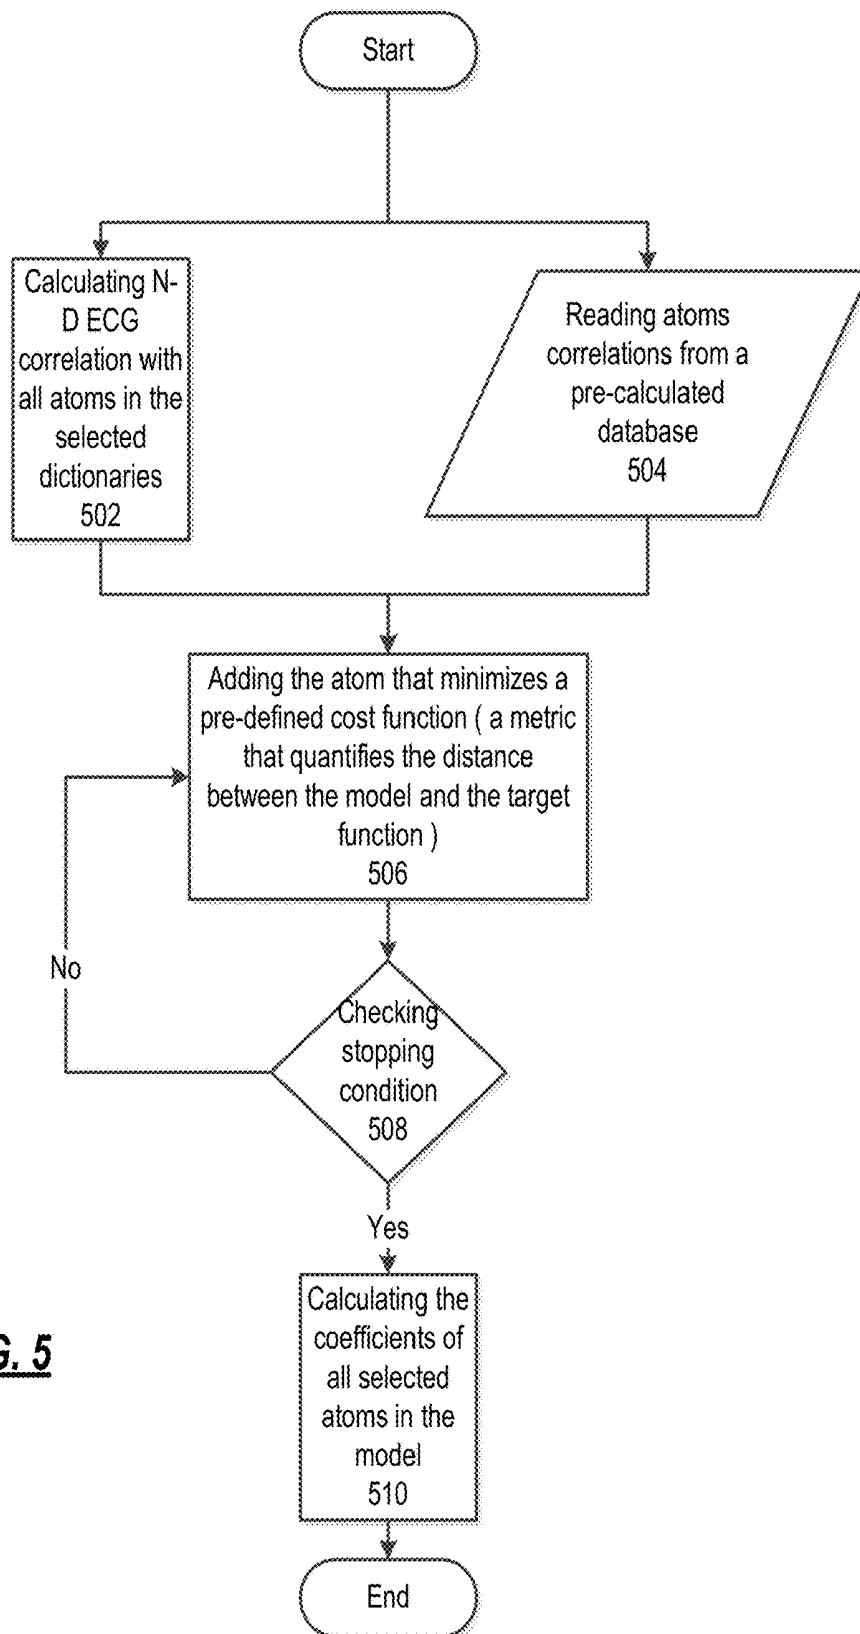 Start
Calculating N-
D ECG
correlation with
all atoms in the
selected
dictionaries
502
Reading atoms
correlations from a
pre-calculated
database
504
Adding the atom that minimizes a
pre-defined cost function ( a metric
that quantifies the distance
between the model and the target
function )
506
No
Checking
stopping
condition
508
Yes
Calculating the
coefficients of
all selected
atoms in the
model
510
G. 5
End